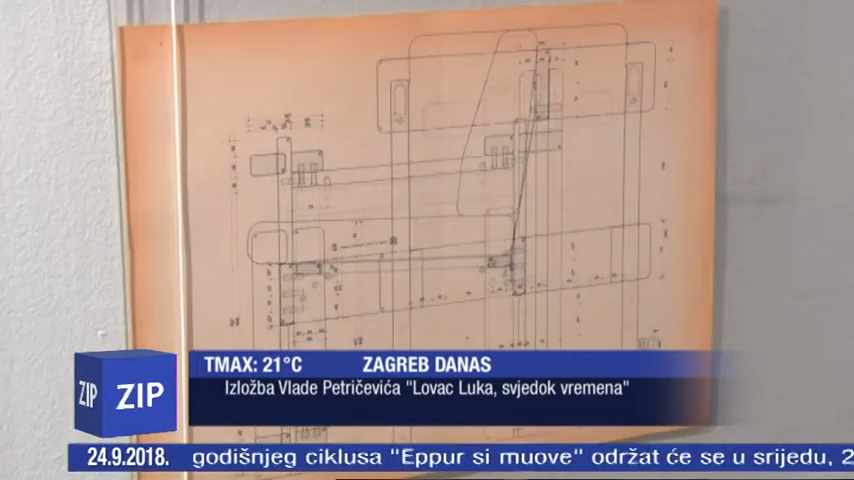 TMAX: 21°C ZAGREB DANAS
ZIP ZIP
Izložba Vlade Petričevića "Lovac Luka, svjedok vremena"
24.9.2018. godišnjeg ciklusa "Eppur si muove" održat će se u srijedu, 2